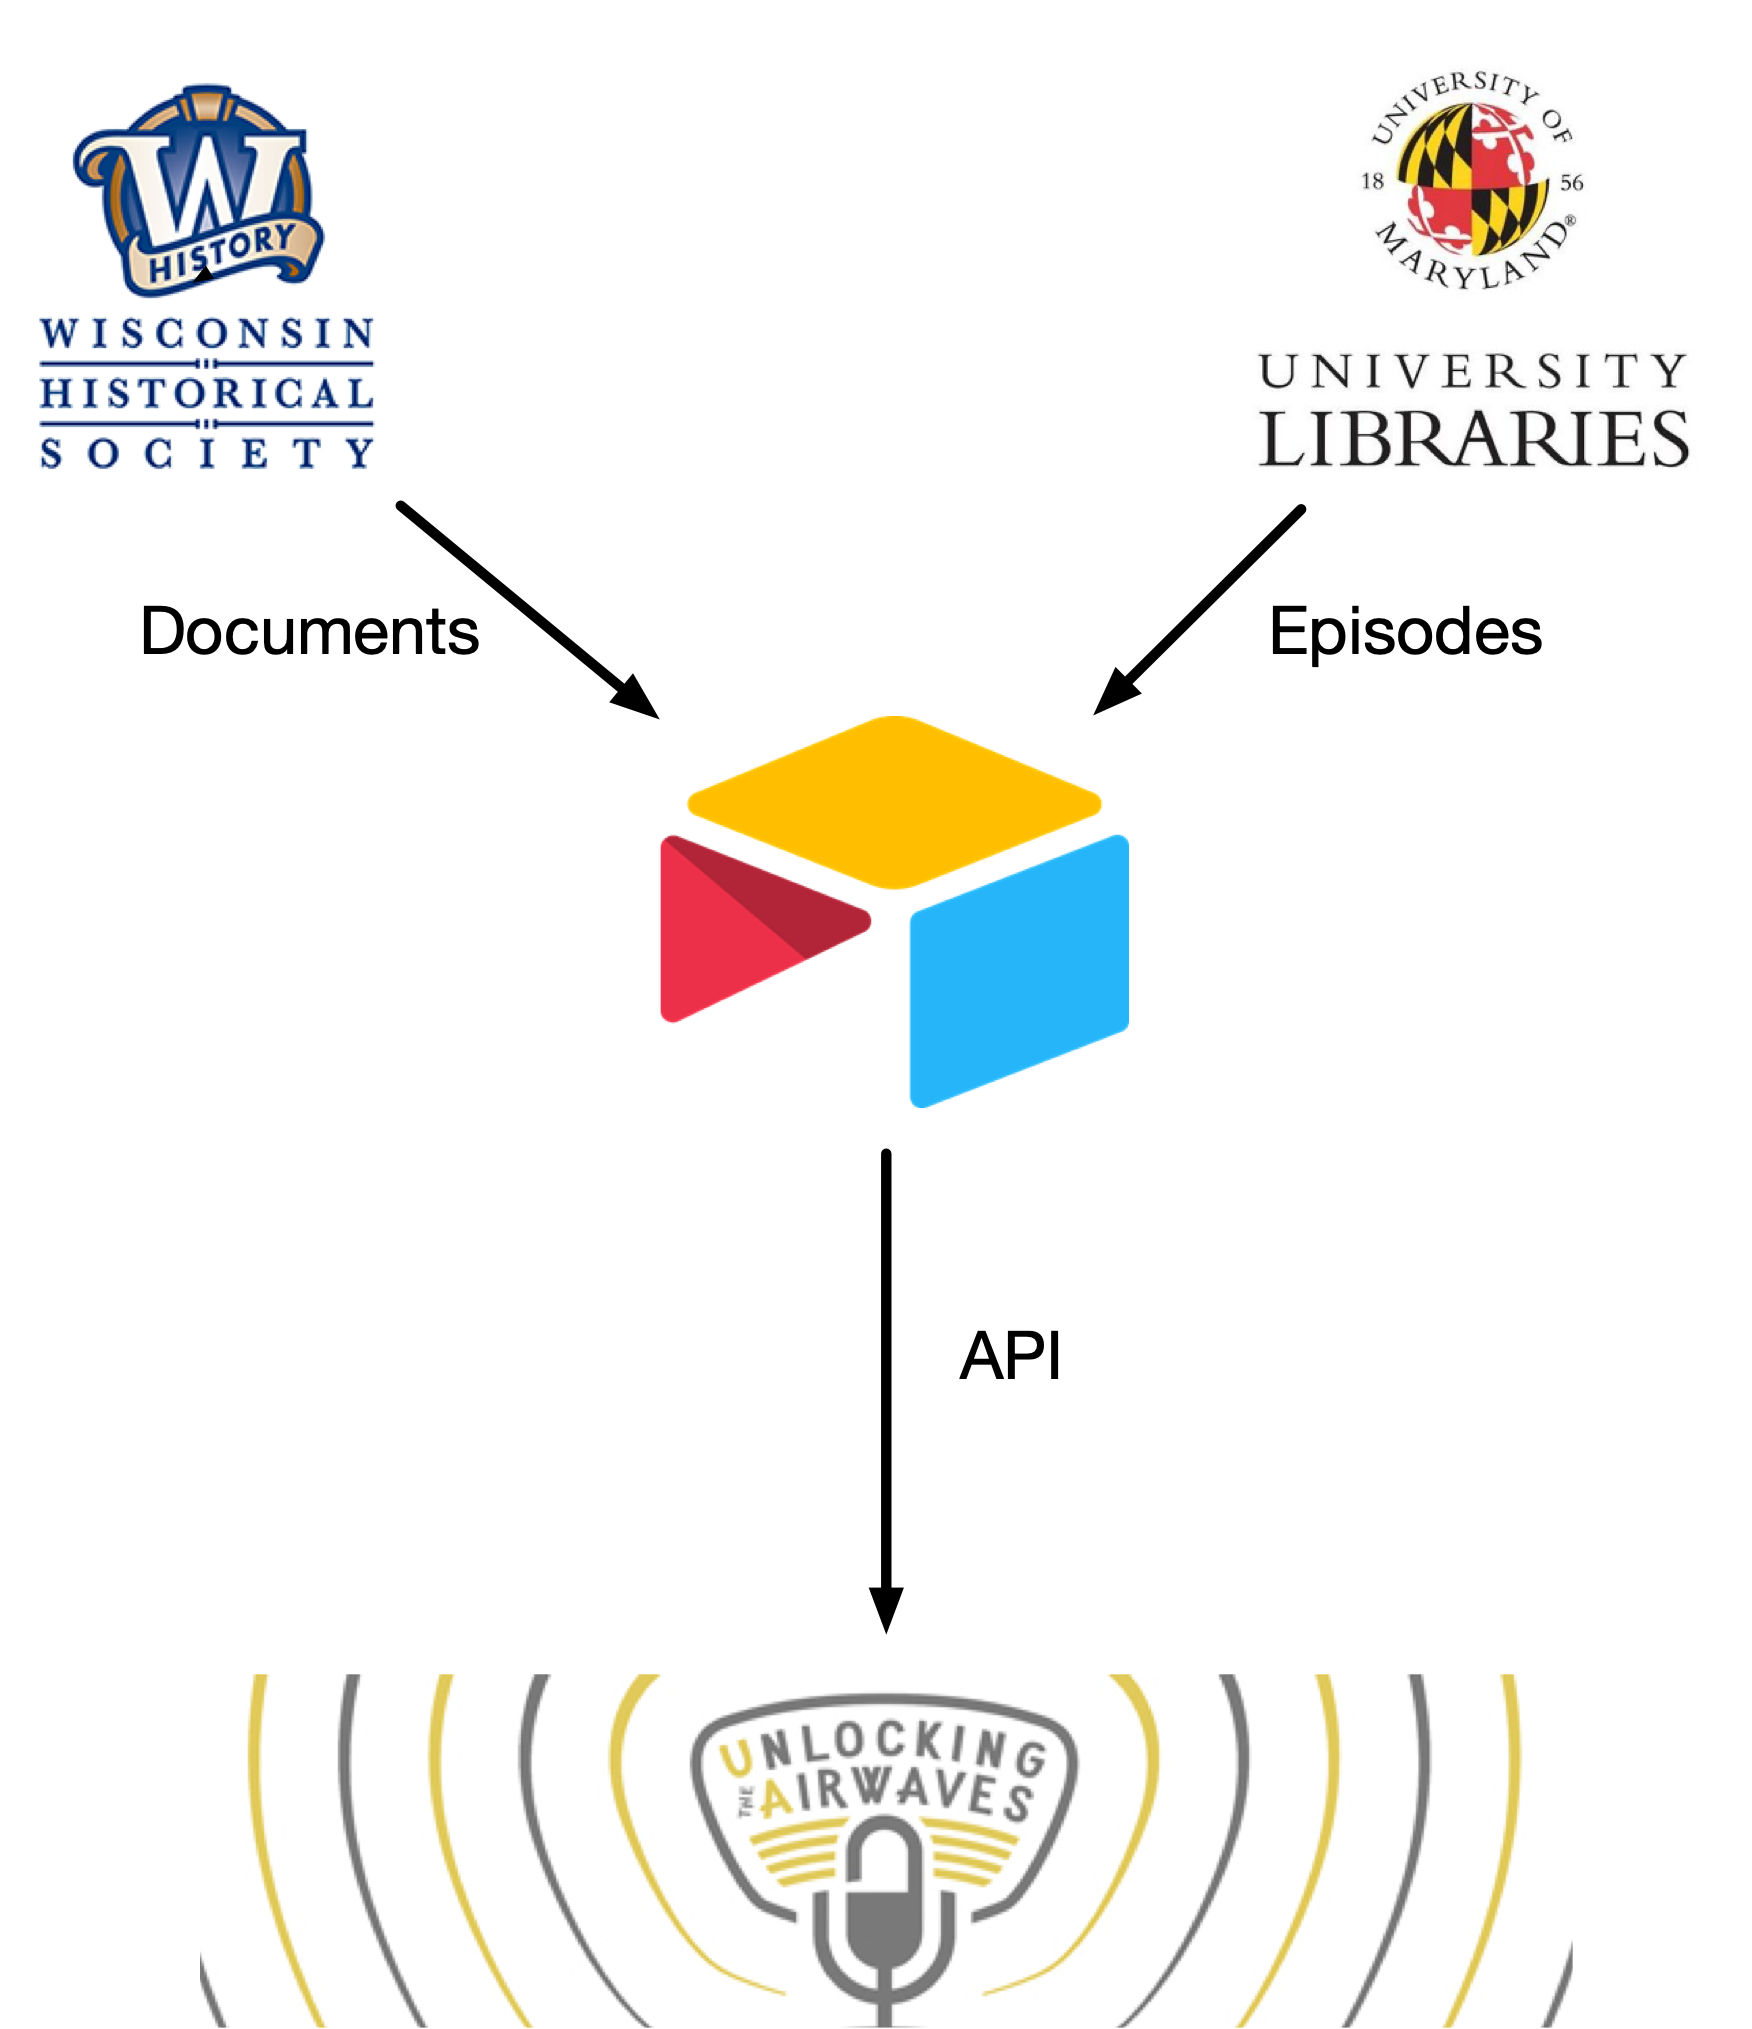 W
HISTORY
WISCONSIN
HISTORICAL
SOCIETY
UNIVERSITY OF
18 56
MARYLAND®
UNIVERSITY
LIBRARIES
Documents
Episodes
API
UNLOCKING
THE AIRWAVES